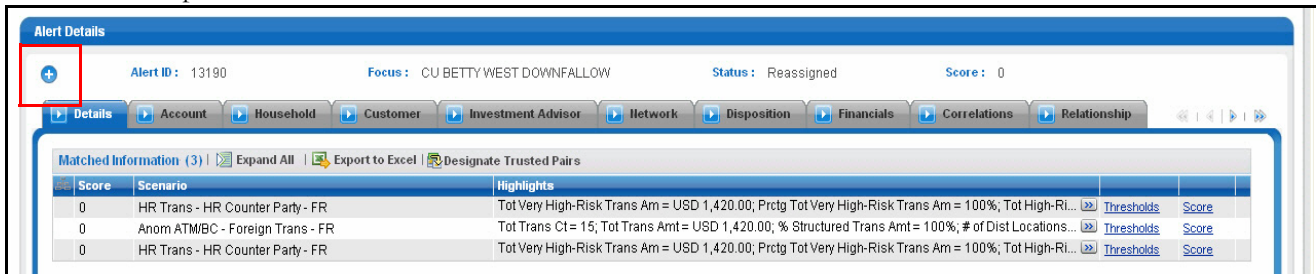 Alert Details
Alert ID : 13190 Focus : CU BETTY WEST DOWNFALLOW Status : Reassigned Score : 0
Details Account Household Customer Investment Advisor Network Disposition Financials Correlations Relationship
Matched Information (3) | Expand All | Export to Excel | Designate Trusted Pairs
Score Scenario Highlights
0 HR Trans - HR Counter Party - FR Tot Very High-Risk Trans Am = USD 1,420.00; Prctg Tot Very High-Risk Trans Am = 100%; Tot High-Ri... Thresholds Score
0 Anom ATM/BC - Foreign Trans - FR Tot Trans Ct = 15; Tot Trans Amt = USD 1,420.00; % Structured Trans Amt = 100%; # of Dist Locations... Thresholds Score
0 HR Trans - HR Counter Party - FR Tot Very High-Risk Trans Am = USD 1,420.00; Prctg Tot Very High-Risk Trans Am = 100%; Tot High-Ri... Thresholds Score